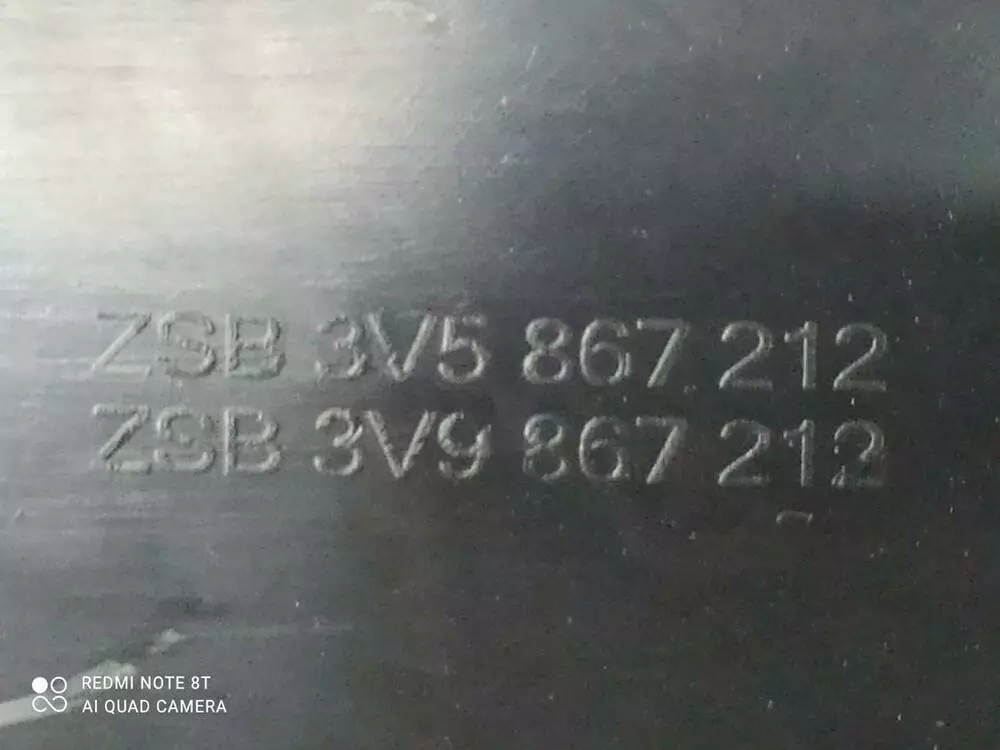 ZSB 3V5 867 212
ZSB 3V9 867 212
REDMI NOTE 8T
AI QUAD CAMERA